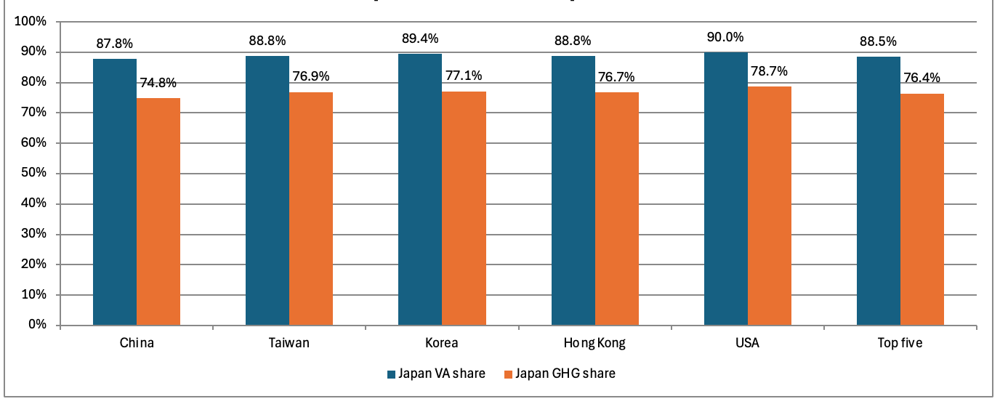 100%
90%
80%
70%
60%
50%
40%
30%
20%
10%
0%
87.8%
74.8%
88.8%
76.9%
89.4%
77.1%
88.8%
76.7%
90.0%
78.7%
88.5%
76.4%
China
Taiwan
Korea
Hong Kong
USA
Top five
Japan VA share
Japan GHG share